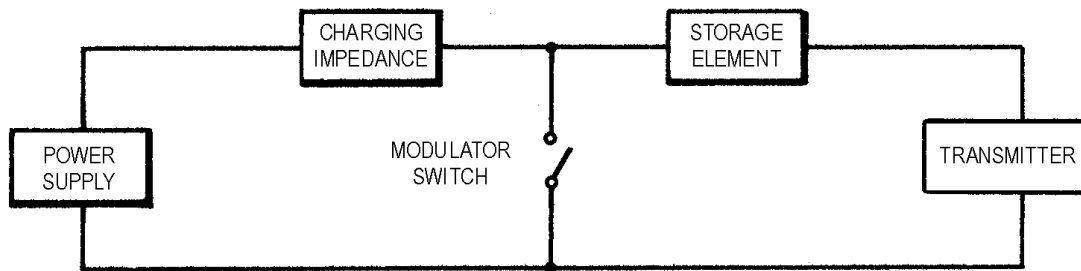 CHARGING
IMPEDANCE
STORAGE
ELEMENT
POWER
SUPPLY
MODULATOR
SWITCH
TRANSMITTER